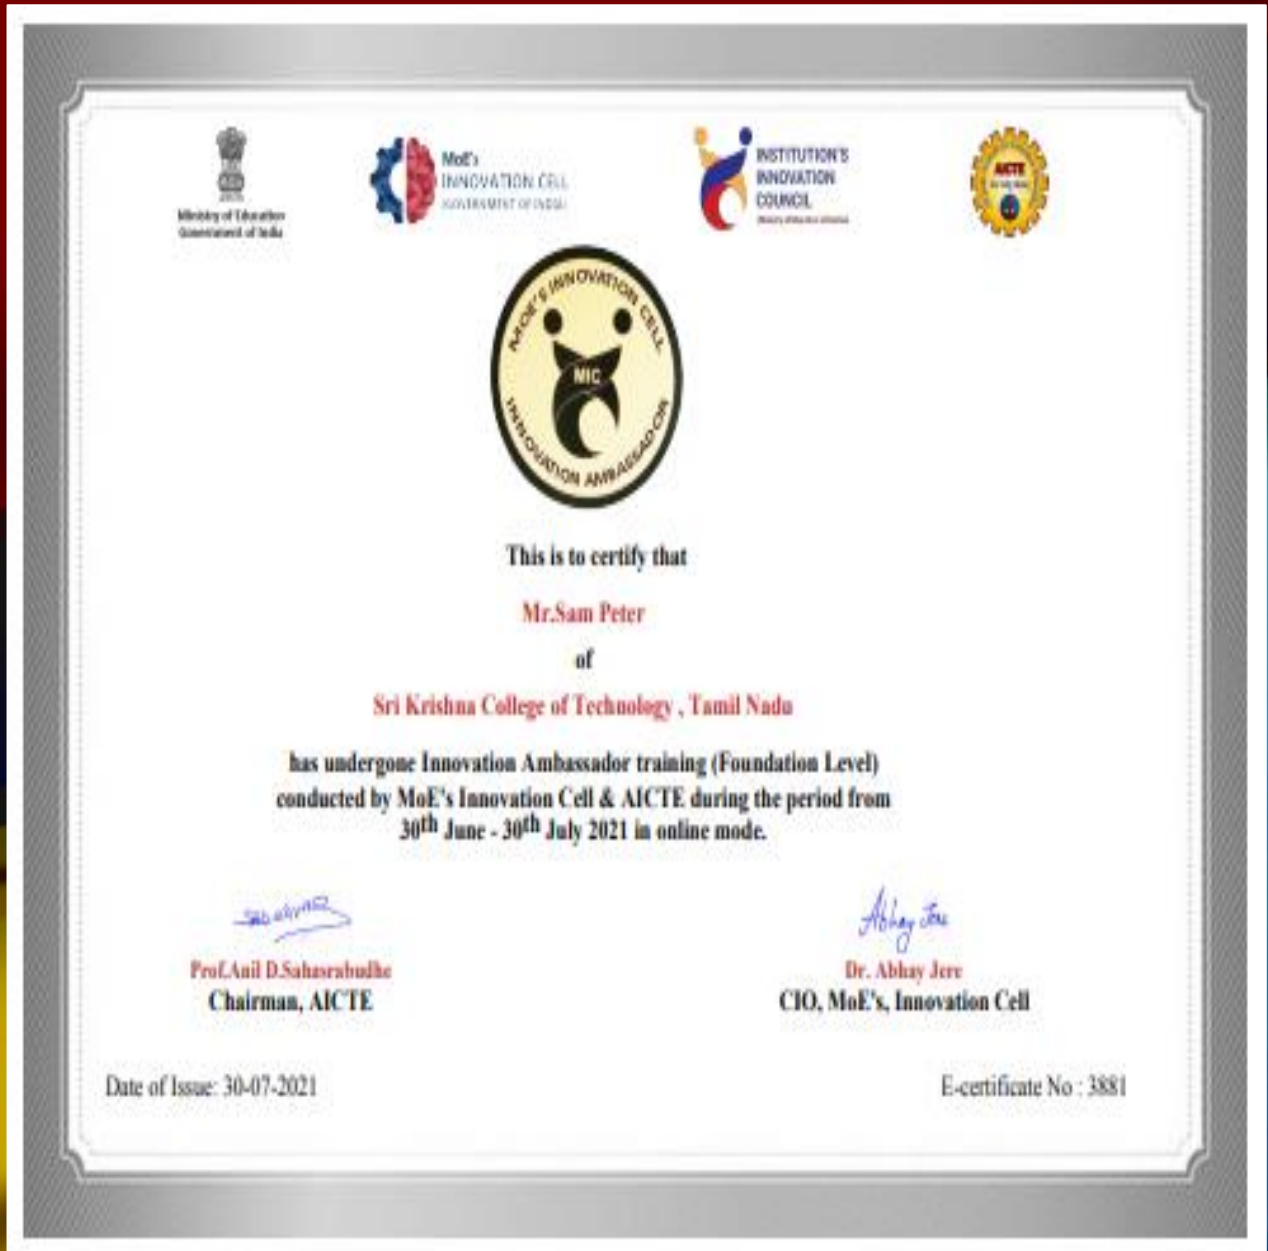 Ministry of Education
Government of India
MoE's
INNOVATION CELL
(GOVERNMENT OF INDIA)
INSTITUTION'S
INNOVATION
COUNCIL
AICTE
MOE'S INNOVATION CELL
MIC
INNOVATION AMBASSADOR
This is to certify that
Mr.Sam Peter
of
Sri Krishna College of Technology , Tamil Nadu
has undergone Innovation Ambassador training (Foundation Level)
conducted by MoE's Innovation Cell & AICTE during the period from
30th June - 30th July 2021 in online mode.
Abhay Jere
Prof.Anil D.Sahasrabudhe
Dr. Abhay Jere
Chairman, AICTE
CIO, MoE's, Innovation Cell
Date of Issue: 30-07-2021
E-certificate No : 3881